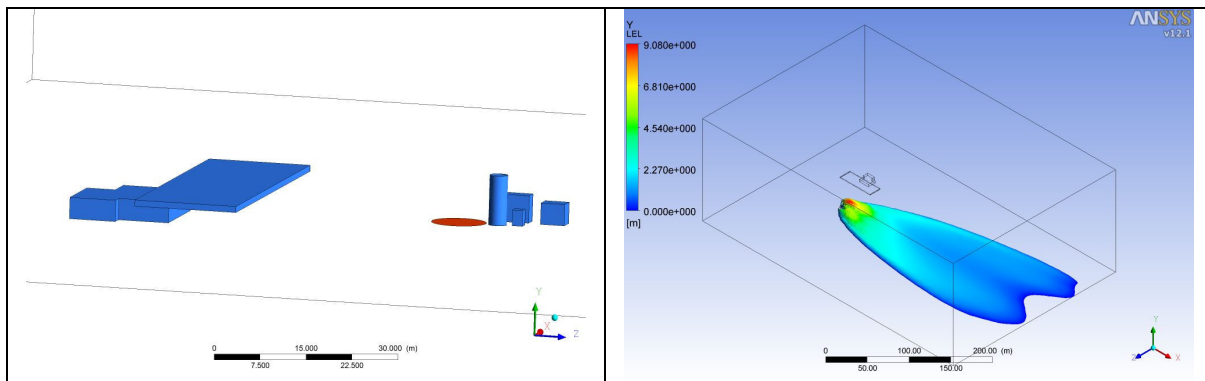 Y
X
Z
0
15.000
30.000 (m)
7.500
22.500
ANSYS
v12.1
Y
LEL
9.080e+000
6.810e+000
4.540e+000
2.270e+000
0.000e+000
[m]
0
100.00
200.00 (m)
50.00
150.00
Y
Z
X